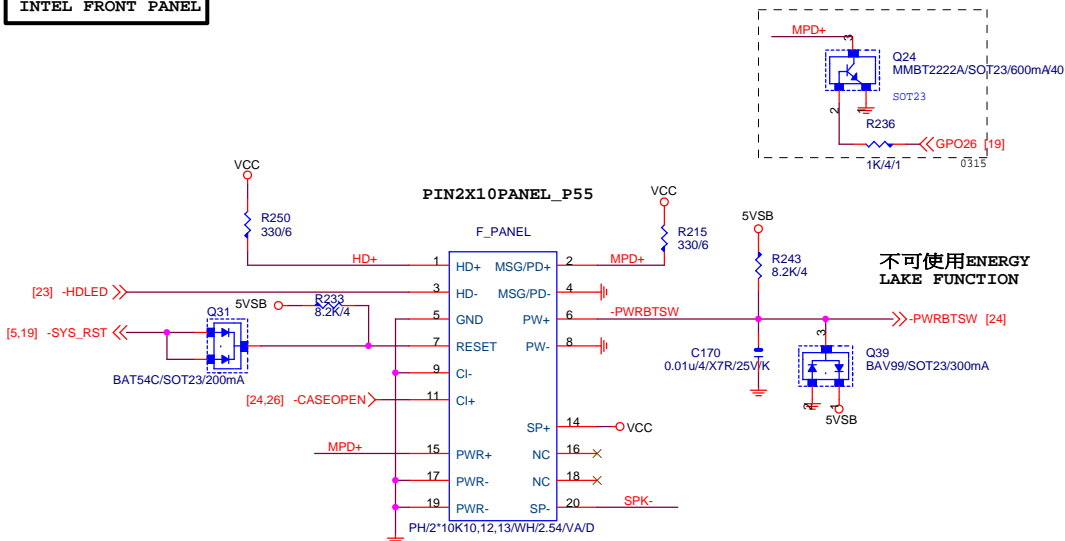 INTEL FRONT PANEL
MPD+
3
Q24
MMBT2222A/SOT23/600mA/40
SOT23
2
1
R236
GPO26 [19]
1K/4/1
0315
VCC
R250
330/6
PIN2X10PANEL_P55
F_PANEL
VCC
R215
330/6
5VSB
R243
8.2K/4
不可使用ENERGY
LAKE FUNCTION
HD+
1
HD+
MSG/PD+
2
MPD+
[23] -HDLED
3
HD-
MSG/PD-
4
5VSB
R233
8.2K/4
5
GND
PW+
6
-PWRBTSW
-PWRBTSW [24]
Q31
[5,19] -SYS_RST
7
RESET
PW-
8
BAT54C/SOT23/200mA
9
CI-
C170
0.01u/4/X7R/25V/K
3
Q39
BAV99/SOT23/300mA
2
1
5VSB
[24,26] -CASEOPEN
11
CI+
SP+
14
VCC
MPD+
15
PWR+
NC
16
17
PWR-
NC
18
19
PWR-
SP-
20
SPK-
PH/2*10K10,12,13/WH/2.54/VA/D